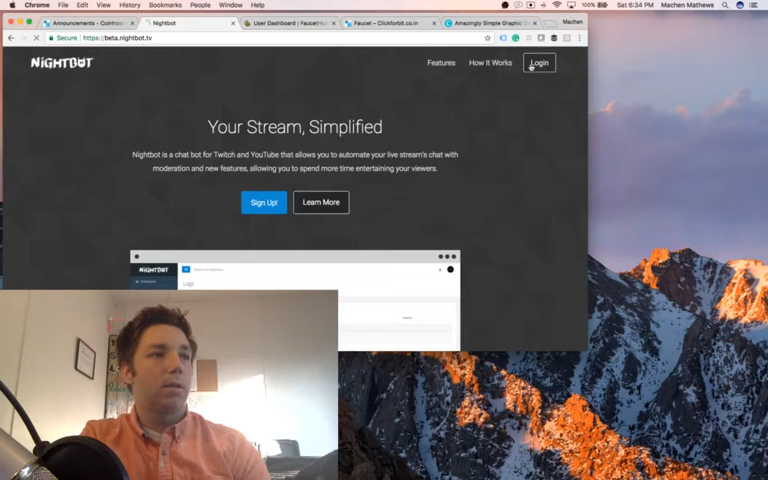 Chrome File Edit View History Bookmarks People Window Help 100% Sat 6:34 PM Machen Mathews
Announcements – Coinhas Nightbot User Dashboard | FaucetHu Faucet – Clickforbit.co.in Amazingly Simple Graphic D Machen
Secure https://beta.nightbot.tv
NIGHTBOT Features How It Works Login
Your Stream, Simplified
Nightbot is a chat bot for Twitch and YouTube that allows you to automate your live stream's chat with
moderation and new features, allowing you to spend more time entertaining your viewers.
Sign Up! Learn More
NIGHTBOT
Logs